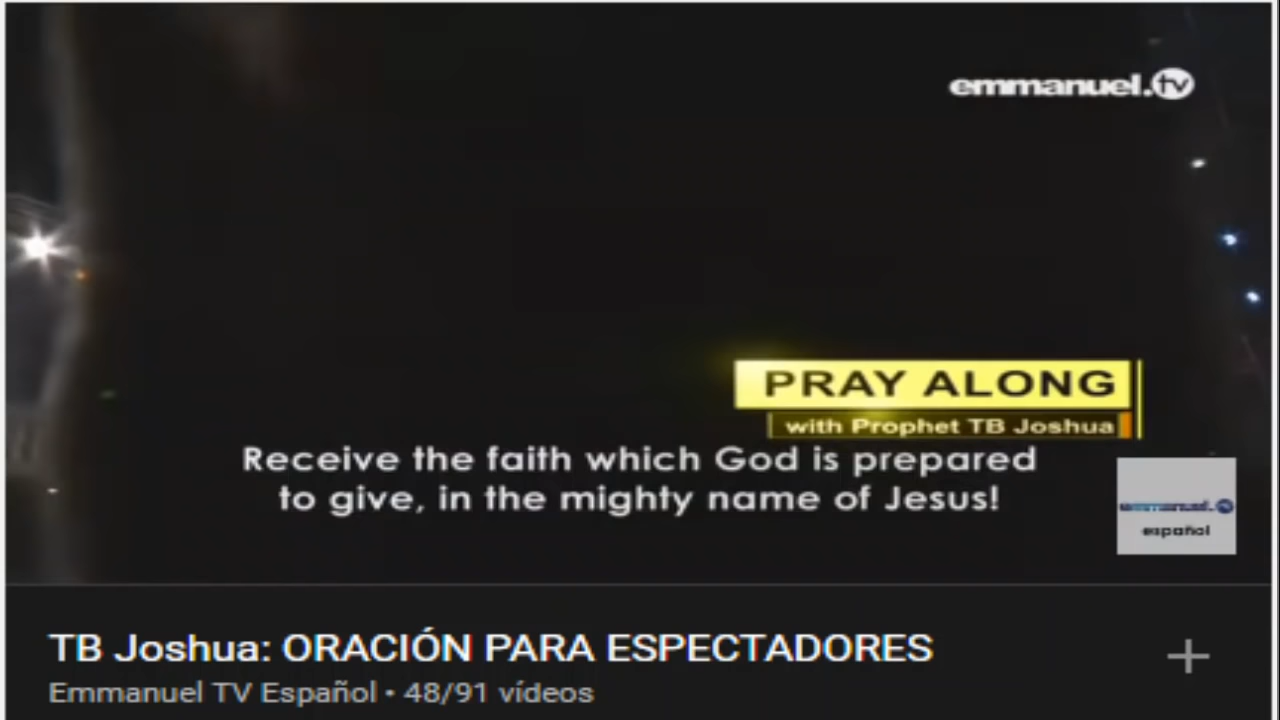 emmanuel.tv
PRAY ALONG
with Prophet TB Joshua
Receive the faith which God is prepared
to give, in the mighty name of Jesus!
emmanuel.tv
español
TB Joshua: ORACIÓN PARA ESPECTADORES
Emmanuel TV Español • 48/91 vídeos